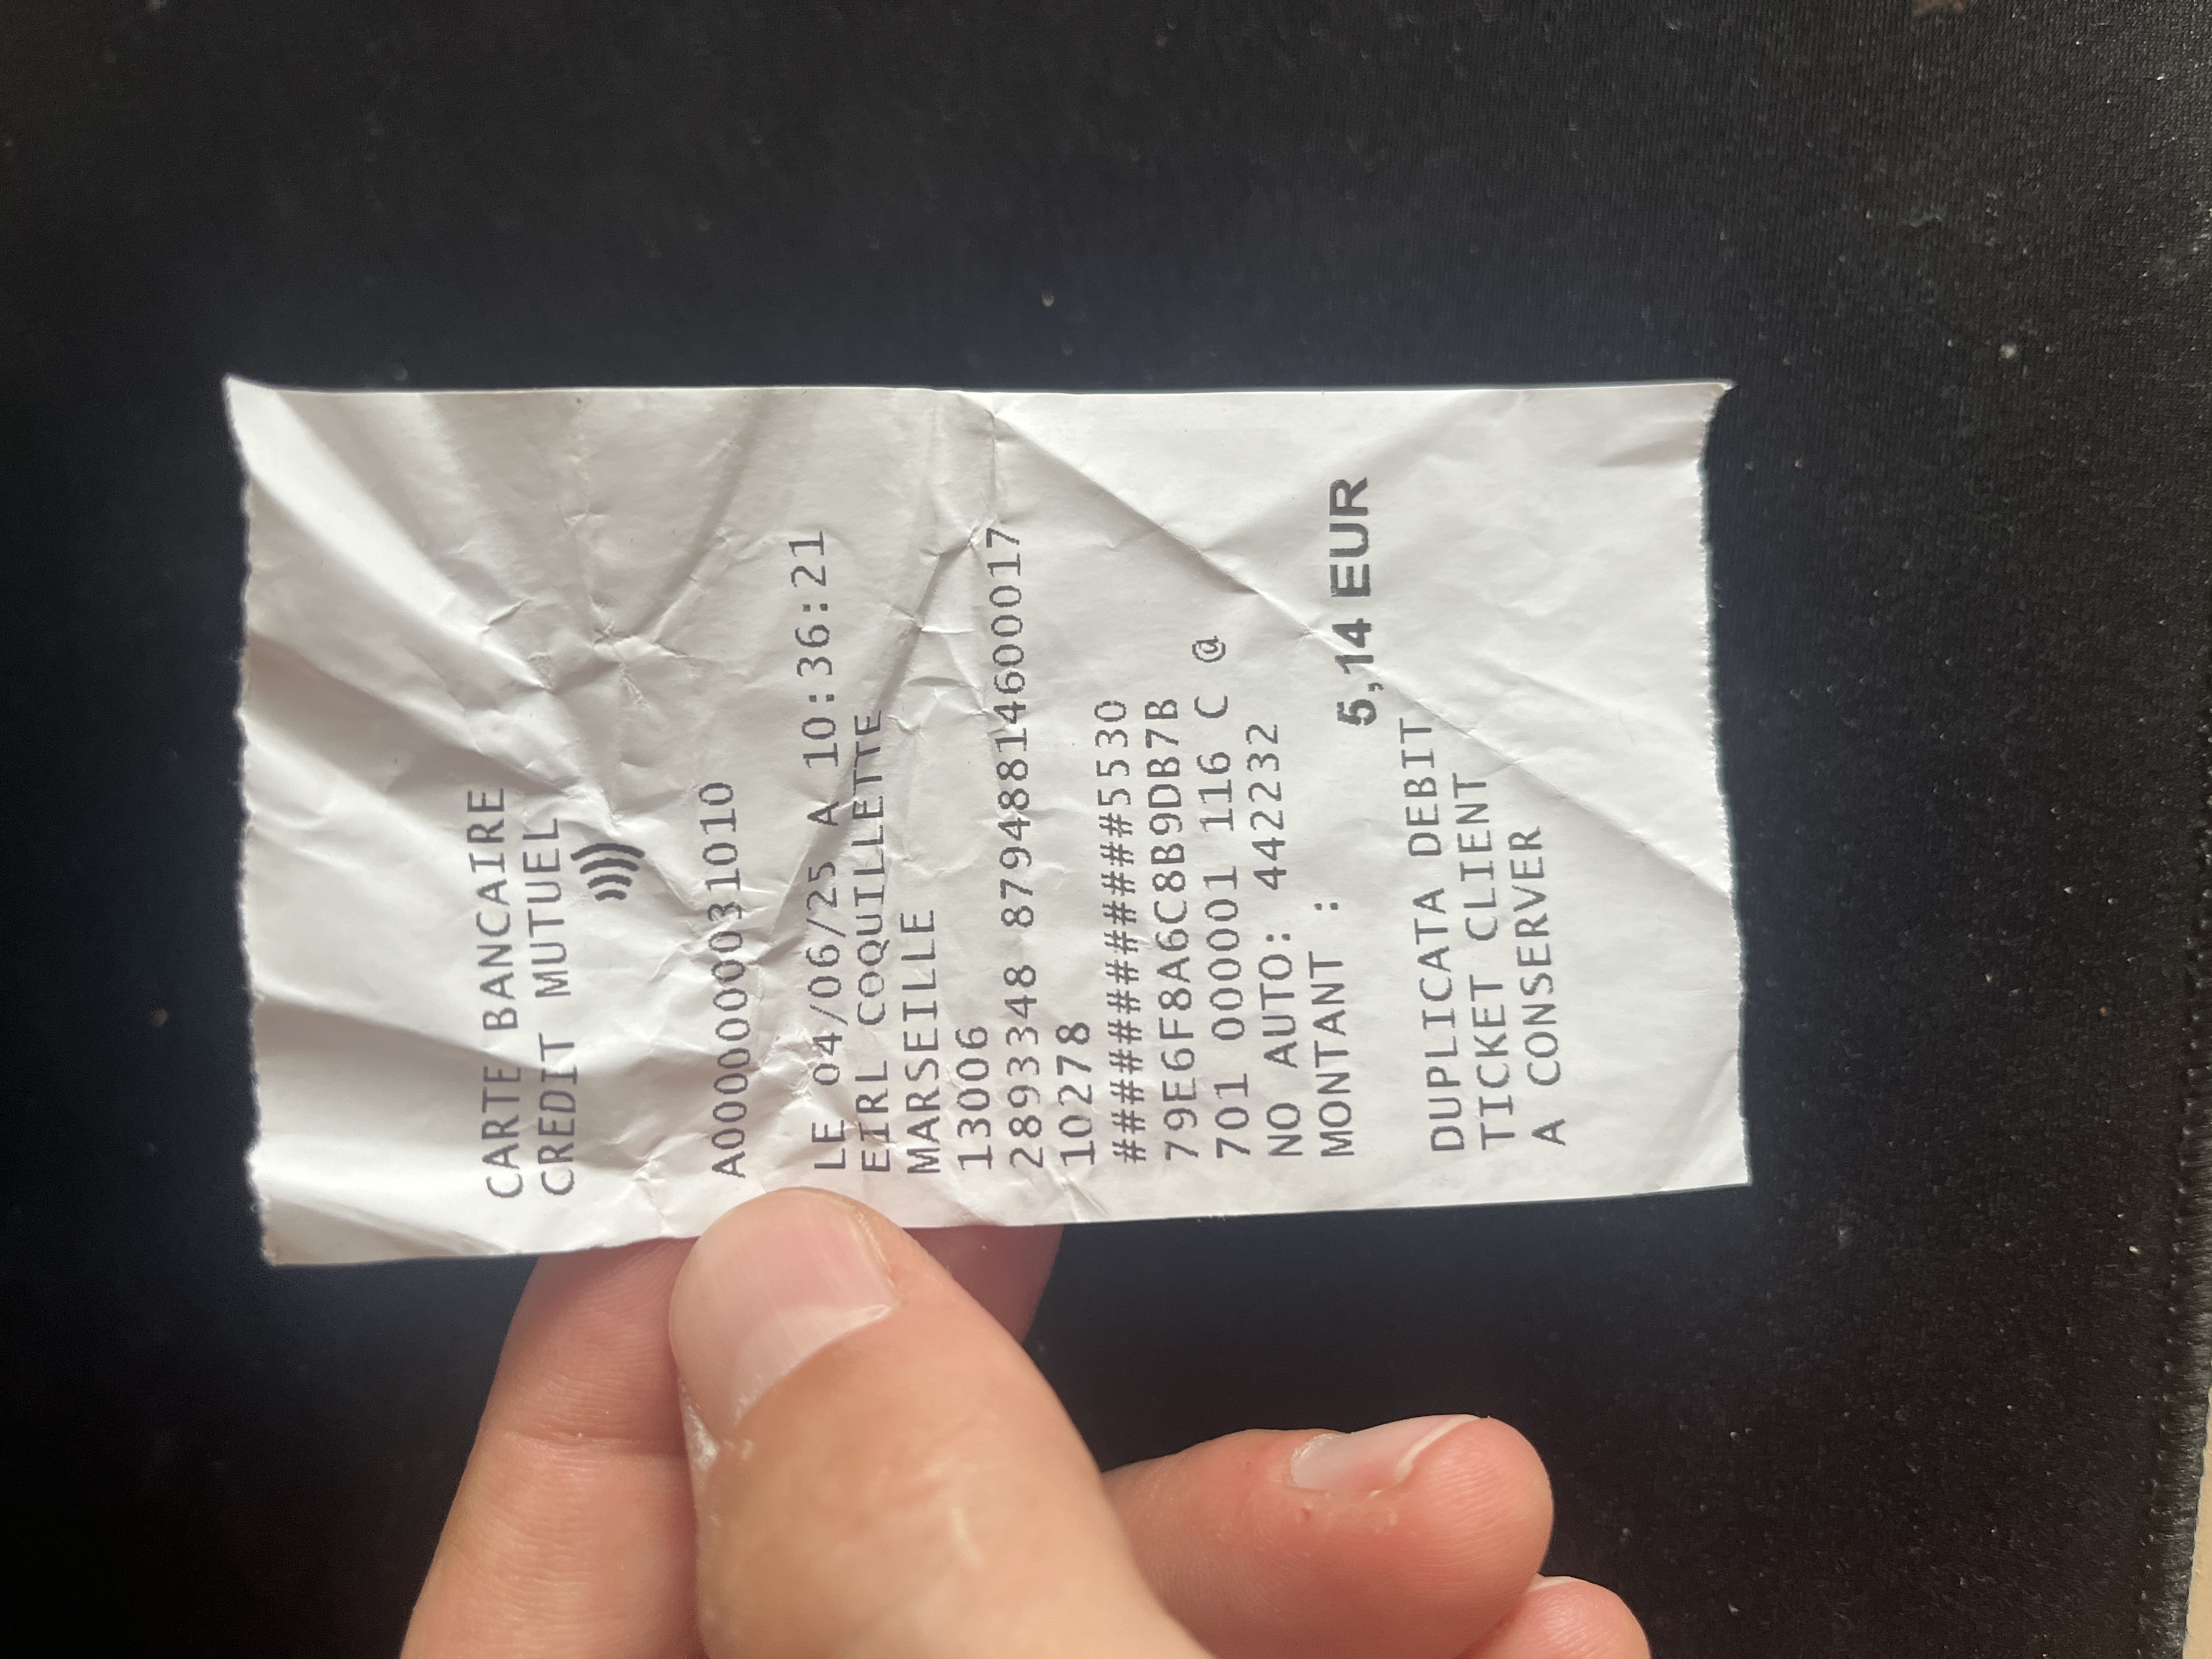 CARTE BANCAIRE
CREDIT MUTUEL
A0000000031010
LE 04/06/25 A 10:36:21
EIRL COQUILLETTE
MARSEILLE
13006
2893348 87948814600017
10278
############5530
79E6F8A6C8B9DB7B
701 000001 116 C @
NO AUTO: 442232
MONTANT :
5,14 EUR
DUPLICATA DEBIT
TICKET CLIENT
A CONSERVER